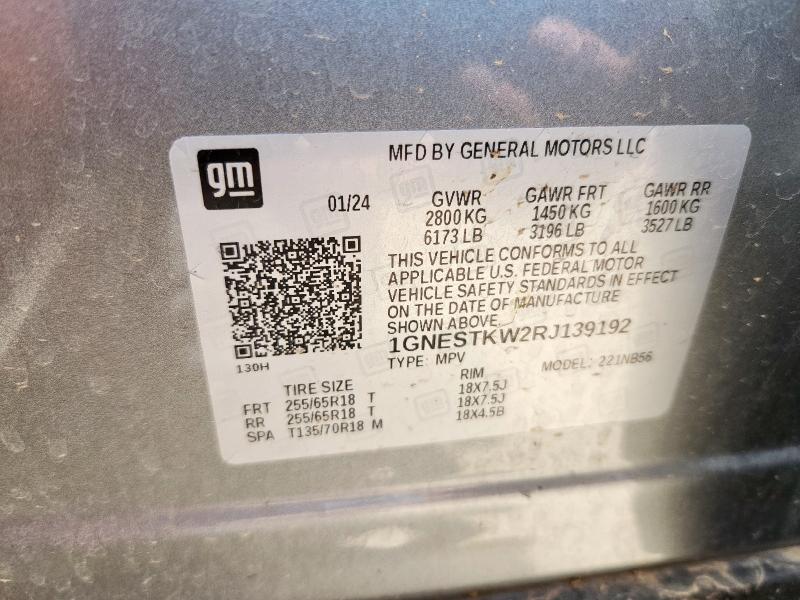 gm
MFD BY GENERAL MOTORS LLC
01/24
GVWR GAWR FRT GAWR RR
2800 KG 1450 KG 1600 KG
6173 LB 3196 LB 3527 LB
THIS VEHICLE CONFORMS TO ALL
APPLICABLE U.S. FEDERAL MOTOR
VEHICLE SAFETY STANDARDS IN EFFECT
ON THE DATE OF MANUFACTURE
SHOWN ABOVE
1GNESTKW2RJ139192
130H
TYPE: MPV MODEL: 221NB56
TIRE SIZE RIM
FRT 255/65R18 T 18X7.5J
RR 255/65R18 T 18X7.5J
SPA T135/70R18 M 18X4.5B